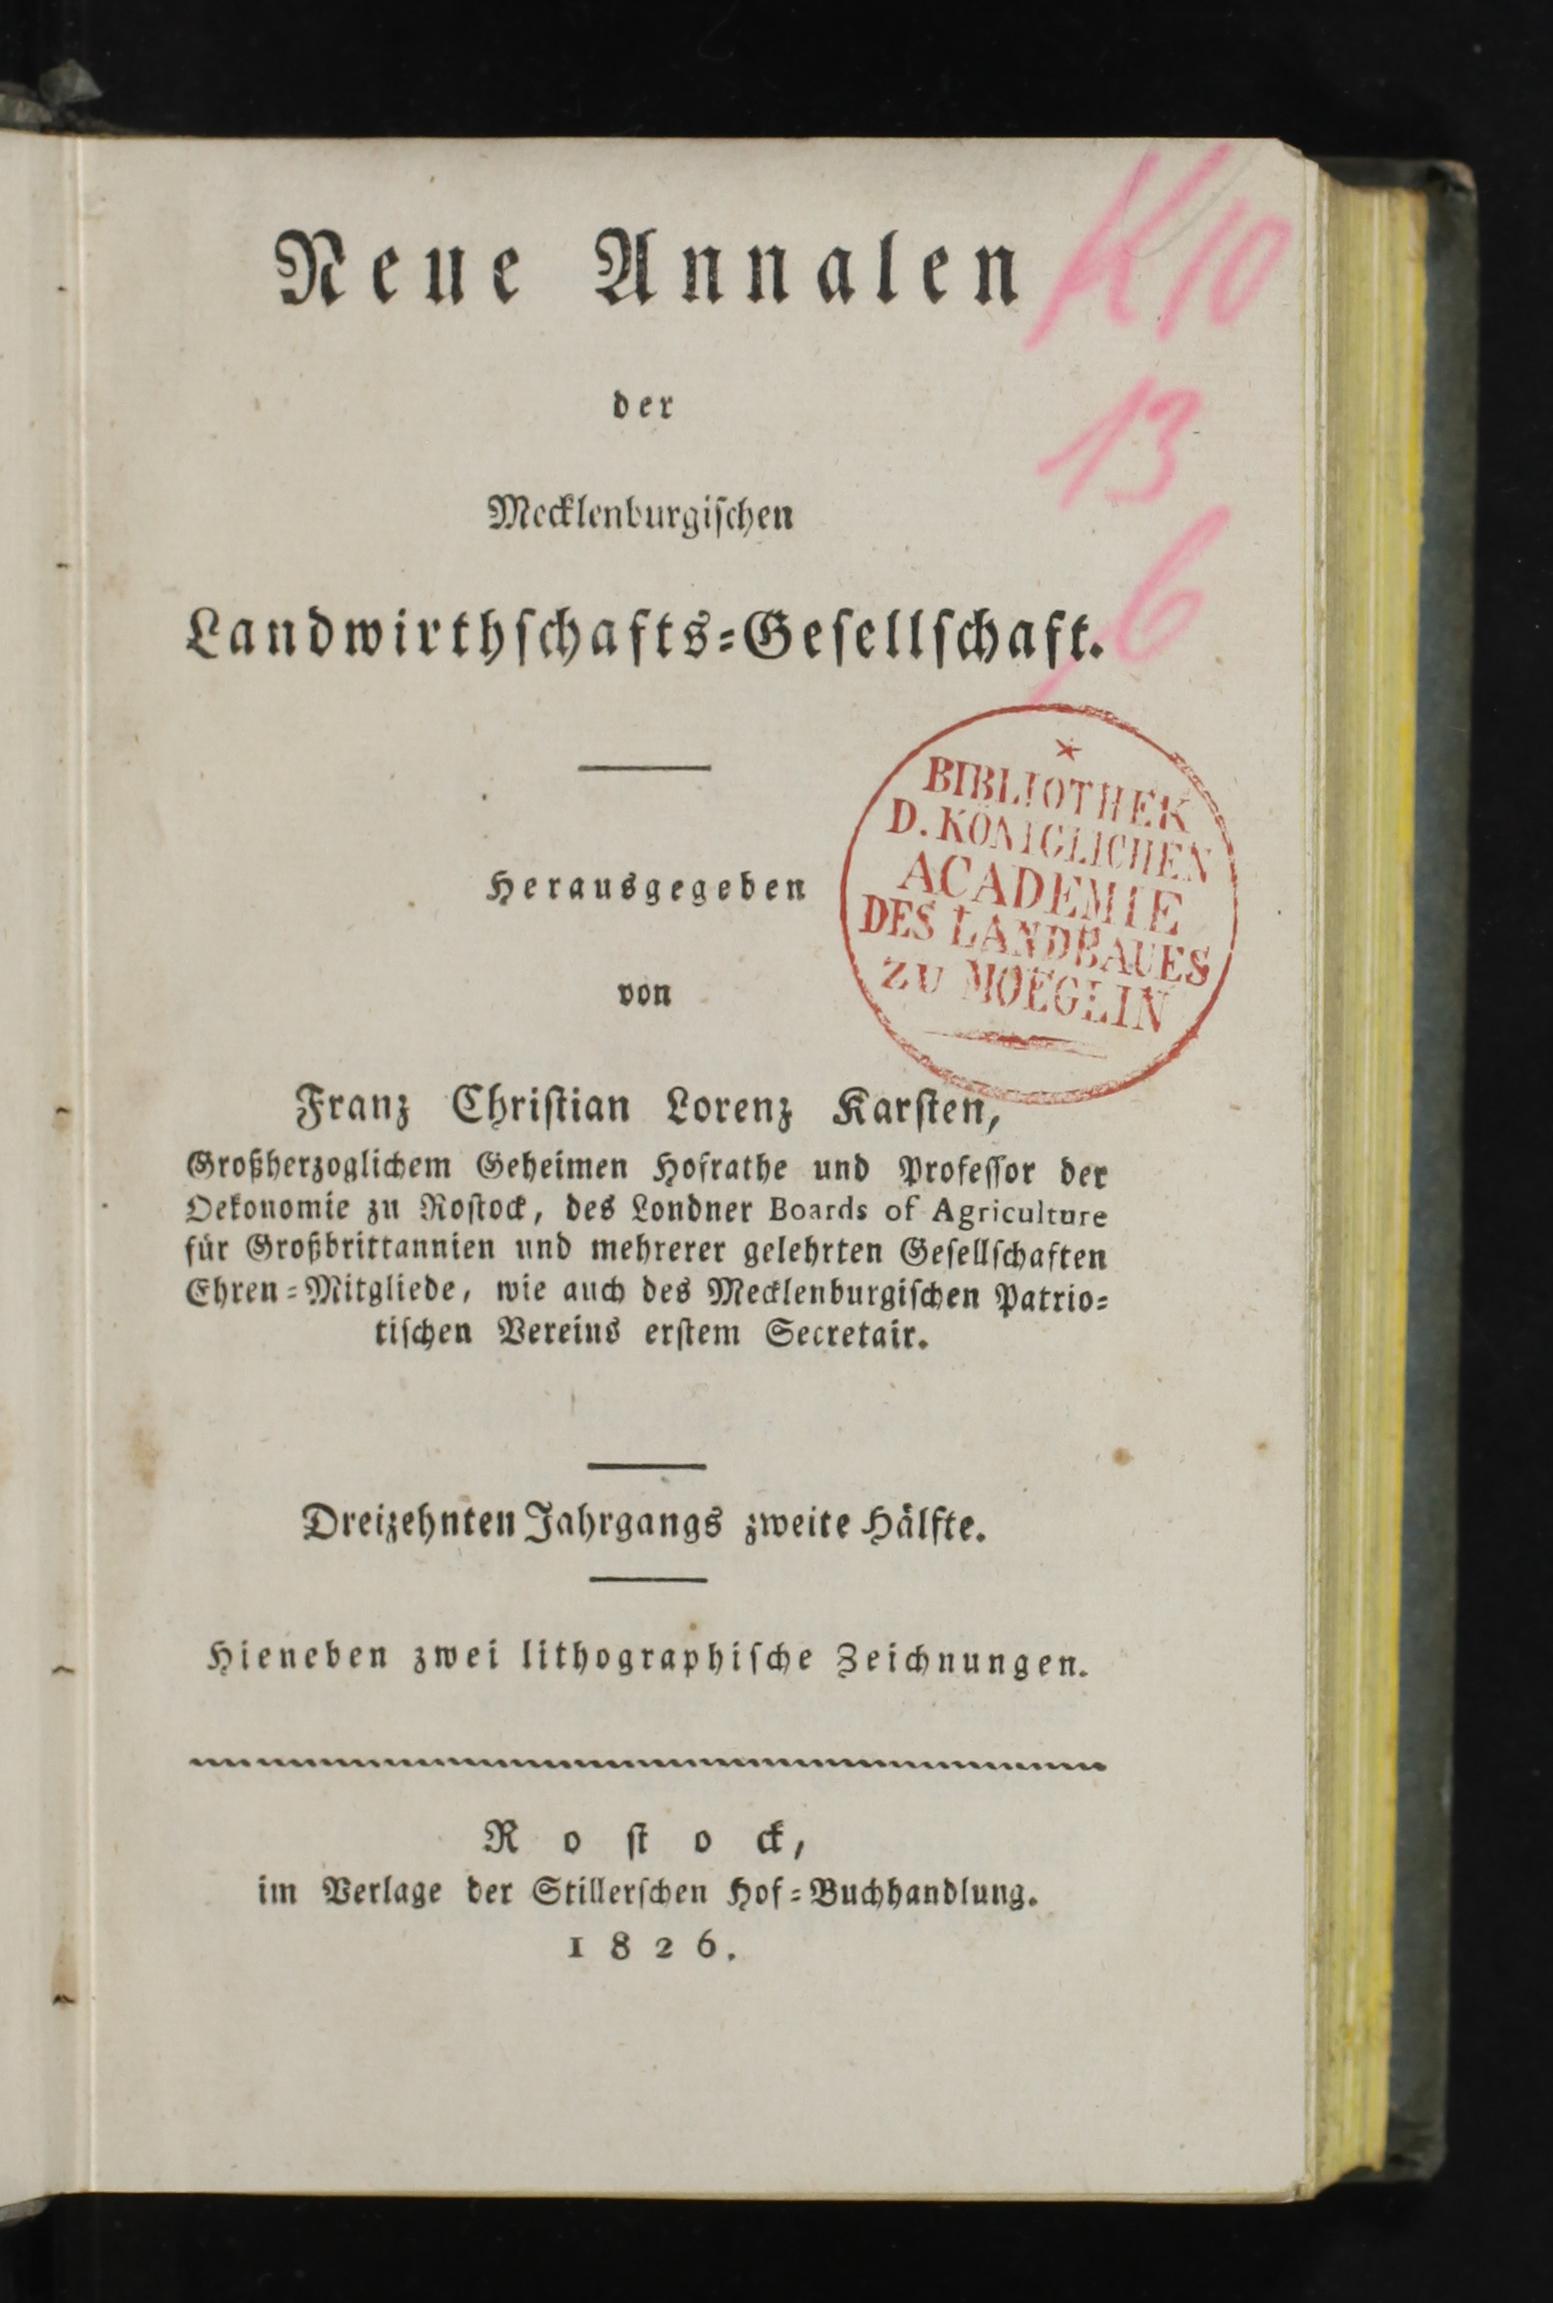 Neue Annalen
der
Mecklenburgischen
Landwirthschafts-Gesellschaft.
Herausgegeben
von
Franz Christian Lorenz Karsten,
Großherzoglichem Geheimen Hofrathe und Professor der
Oekonomie zu Rostock, des Londner Boards of Agriculture
für Großbrittannien und mehrerer gelehrten Gesellschaften
Ehren-Mitgliede, wie auch des Mecklenburgischen Patrio-
tischen Vereins erstem Secretair.
Dreizehnten Jahrgangs zweite Hälfte.
Hieneben zwei lithographische Zeichnungen.
Rostock,
im Verlage der Stillerschen Hof-Buchhandlung.
1826.
K10
13
6
BIBLIOTHEK
D. KÖNIGLICHEN
ACADEMIE
DES LANDBAUES
ZU MOEGLIN